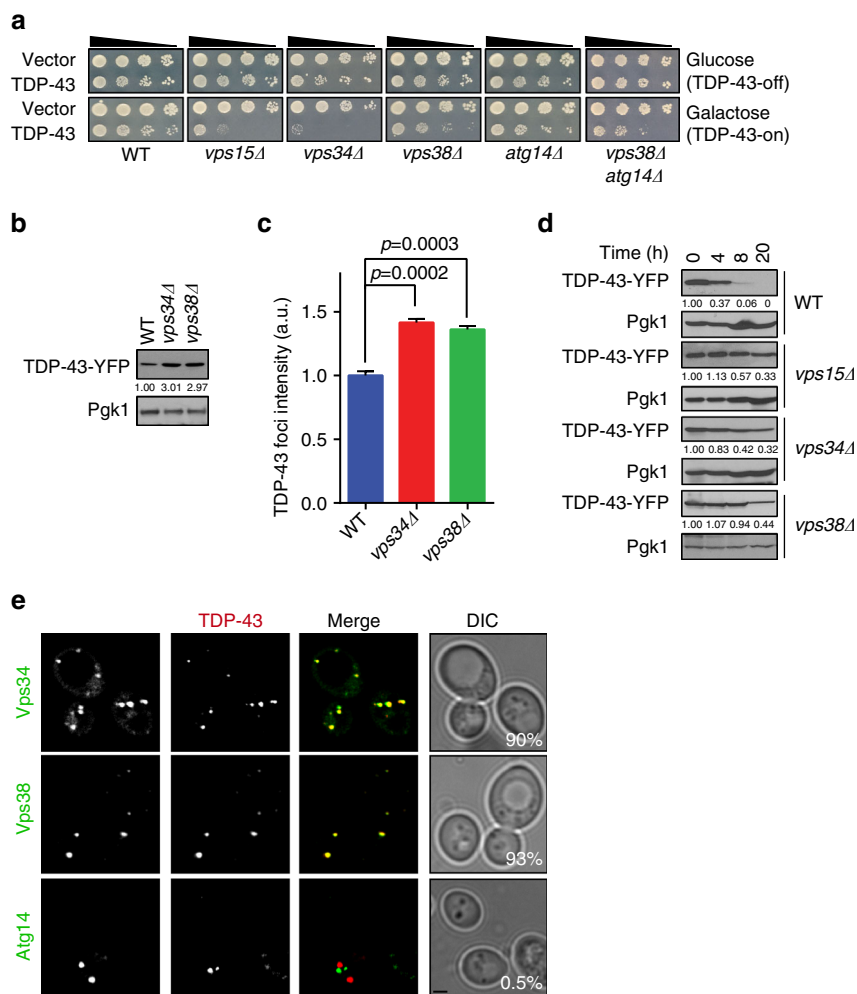 a
Vector
TDP-43
Glucose
(TDP-43-off)
Vector
TDP-43
Galactose
(TDP-43-on)
WT
vps15Δ
vps34Δ
vps38Δ
atg14Δ
vps38Δ
atg14Δ
b
WT
vps34Δ
vps38Δ
TDP-43-YFP
1.00 3.01 2.97
Pgk1
c
p=0.0003
p=0.0002
TDP-43 foci intensity (a.u.)
1.5
1.0
0.5
0.0
WT
vps34Δ
vps38Δ
d
Time (h) 0 4 8 20
TDP-43-YFP
1.00 0.37 0.06 0
Pgk1
WT
TDP-43-YFP
1.00 1.13 0.57 0.33
Pgk1
vps15Δ
TDP-43-YFP
1.00 0.83 0.42 0.32
Pgk1
vps34Δ
TDP-43-YFP
1.00 1.07 0.94 0.44
Pgk1
vps38Δ
e
TDP-43
Merge
DIC
Vps34
90%
Vps38
93%
Atg14
0.5%